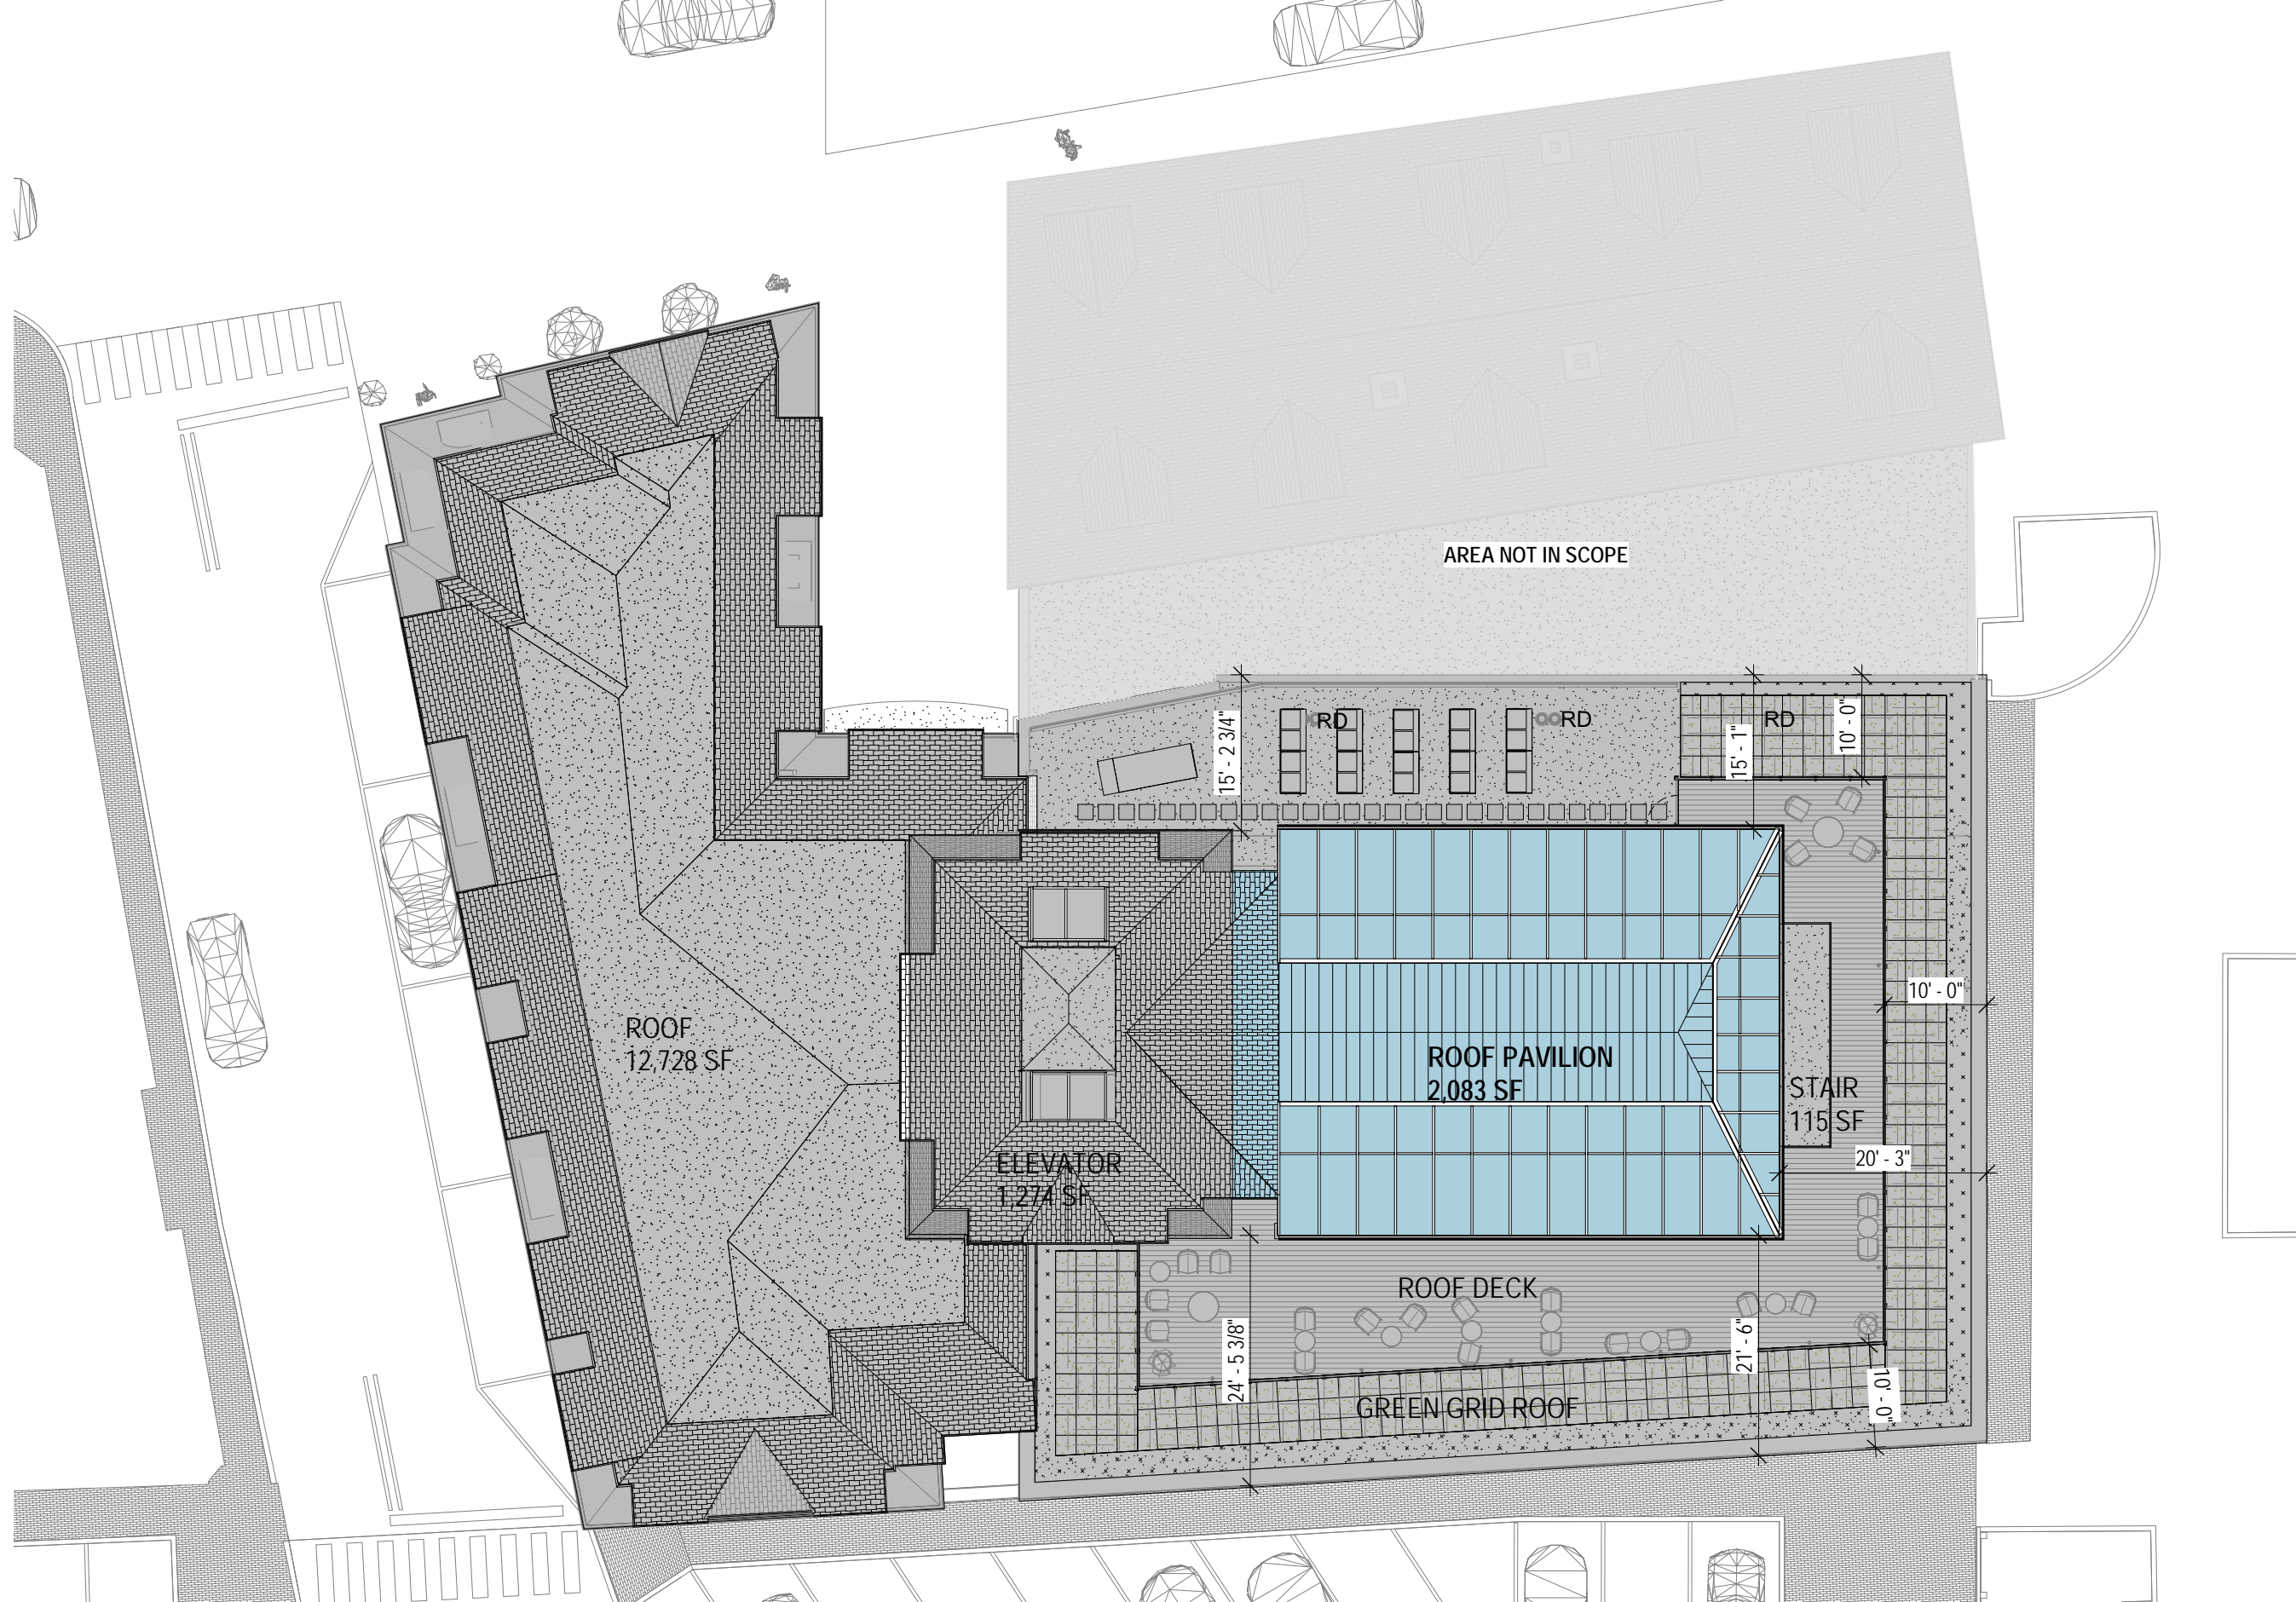 AREA NOT IN SCOPE
RD
RD
RD
15' - 2 3/4"
15' - 1"
10' - 0"
10' - 0"
ROOF
12,728 SF
ROOF PAVILION
2,083 SF
STAIR
115 SF
20' - 3"
ELEVATOR
1,274 SF
ROOF DECK
24' - 5 3/8"
21' - 6"
10' - 0"
GREEN GRID ROOF